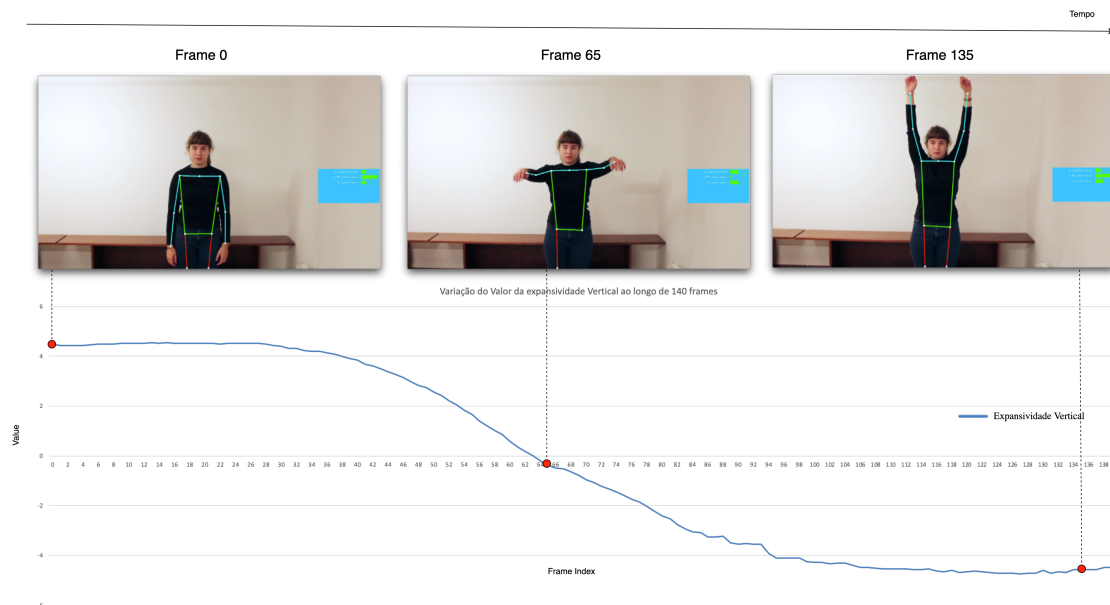 Tempo
Frame 0
Frame 65
Frame 135
Variação do Valor da expansividade Vertical ao longo de 140 frames
6
4
2
0
-2
-4
Value
0 2 4 6 8 10 12 14 16 18 20 22 24 26 28 30 32 34 36 38 40 42 44 46 48 50 52 54 56 58 60 62 64 66 68 70 72 74 76 78 80 82 84 86 88 90 92 94 96 98 100 102 104 106 108 110 112 114 116 118 120 122 124 126 128 130 132 134 136 138
Expansividade Vertical
Frame Index